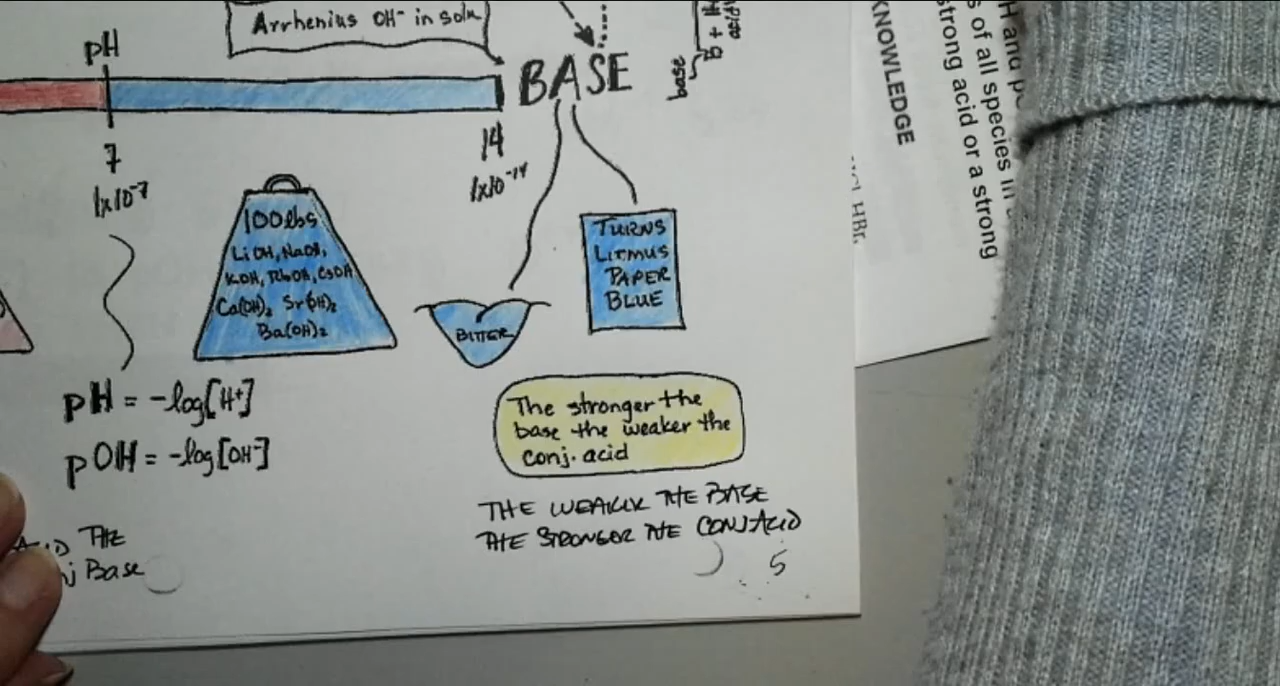 Arrhenius OH⁻ in soln
pH
BASE
base
7
1x10⁻⁷
14
1x10⁻¹⁴
100lbs
LiOH, NaOH,
KOH, RbOH, CsOH
Ca(OH)₂ Sr(OH)₂
Ba(OH)₂
BITTER
TURNS
LITMUS
PAPER
BLUE
pH = -log[H⁺]
pOH = -log[OH⁻]
The stronger the
base the weaker the
conj. acid
THE WEAKER THE BASE
THE STRONGER THE CONJ ACID
THE
Base
5
KNOWLEDGE
H and
s of all species in
strong acid or a strong
HBr.